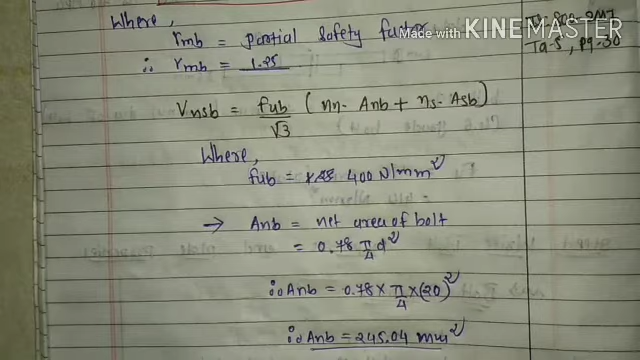 Where,
γmb = partial safety factor
Made with KINEMASTER
Ta-5, pg-30
∴ γmb = 1.25
Vnsb = fub/√3 ( nn. Anb + ns. Asb)
Where,
fub = 400 N/mm²
→ Anb = net area of bolt
= 0.78 π/4 d²
∴ Anb = 0.78 × π/4 × (20)²
∴ Anb = 245.04 mm²